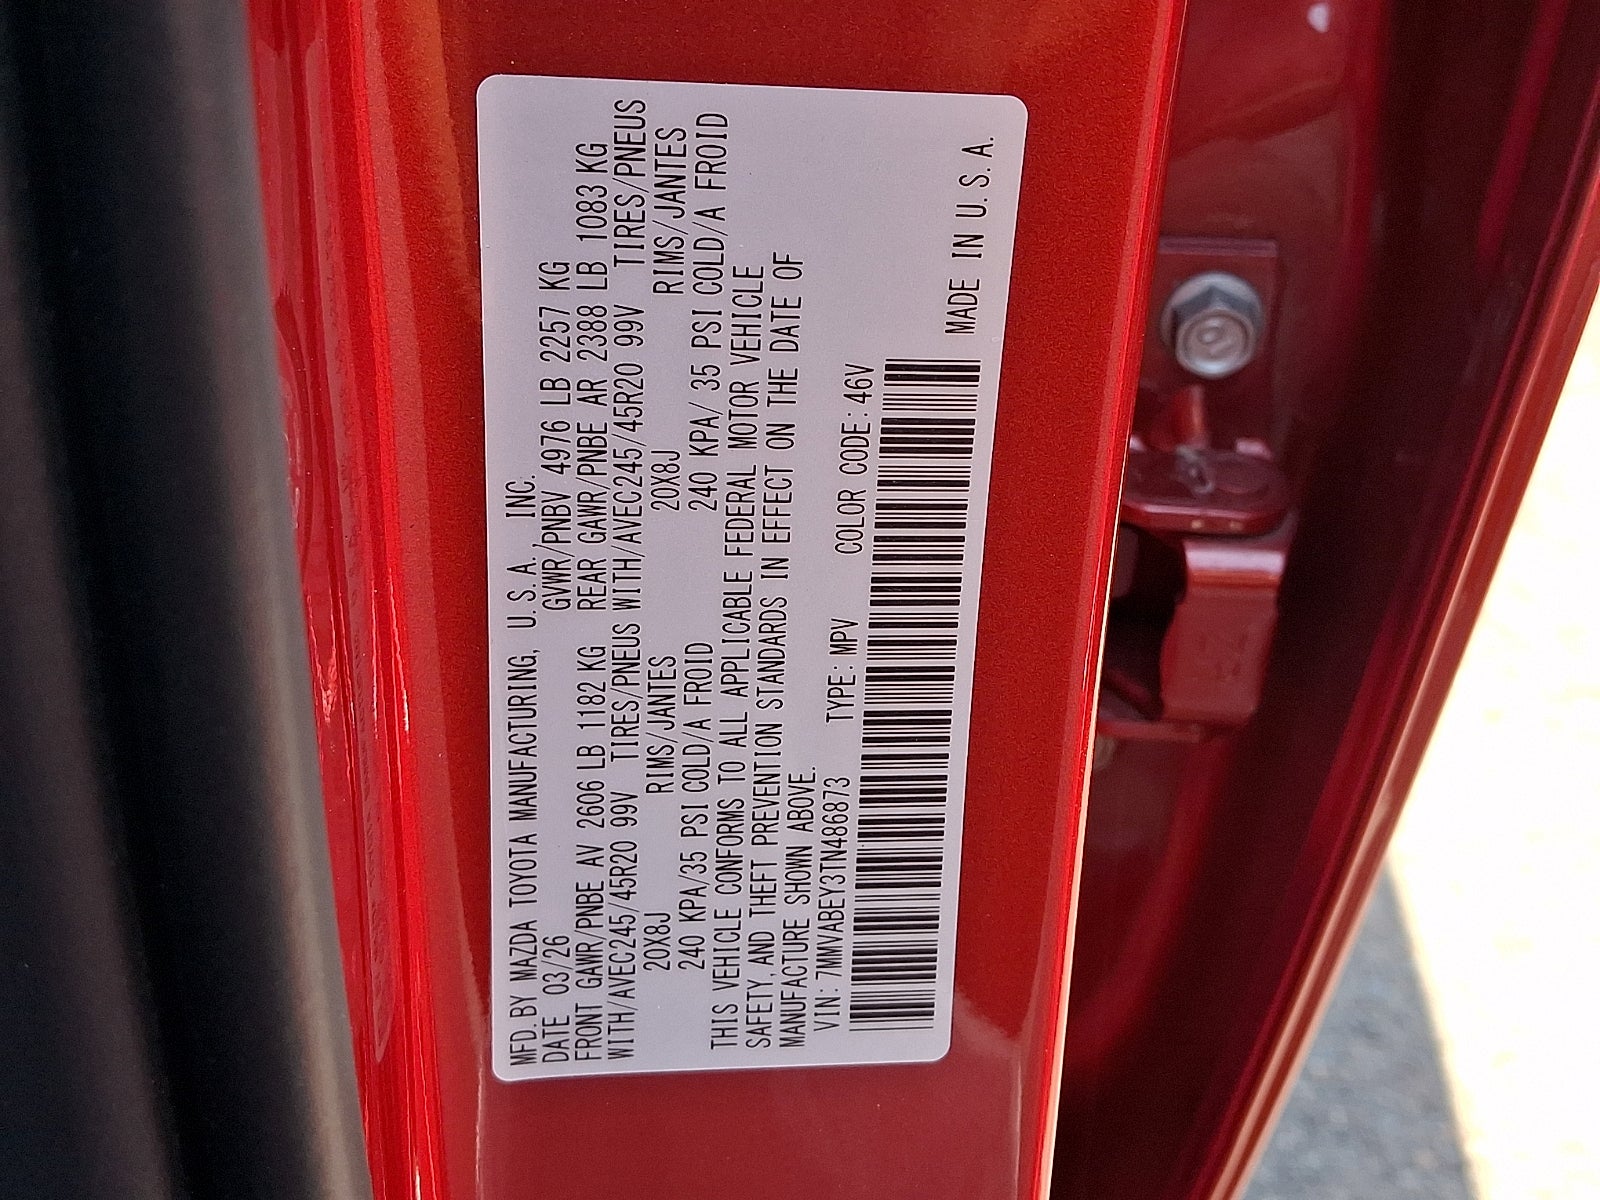 MFD. BY MAZDA TOYOTA MANUFACTURING, U.S.A., INC.
DATE 03/26 GVWR/PNBV 4976 LB 2257 KG
FRONT GAWR/PNBE AV 2606 LB 1182 KG REAR GAWR/PNBE AR 2388 LB 1083 KG
WITH/AVEC245/45R20 99V TIRES/PNEUS WITH/AVEC245/45R20 99V TIRES/PNEUS
20X8J RIMS/JANTES 20X8J RIMS/JANTES
240 KPA/35 PSI COLD/A FROID 240 KPA/ 35 PSI COLD/A FROID
THIS VEHICLE CONFORMS TO ALL APPLICABLE FEDERAL MOTOR VEHICLE
SAFETY, AND THEFT PREVENTION STANDARDS IN EFFECT ON THE DATE OF
MANUFACTURE SHOWN ABOVE.
VIN: 7MMVABEY3TN486873 TYPE: MPV COLOR CODE: 46V
MADE IN U.S.A.